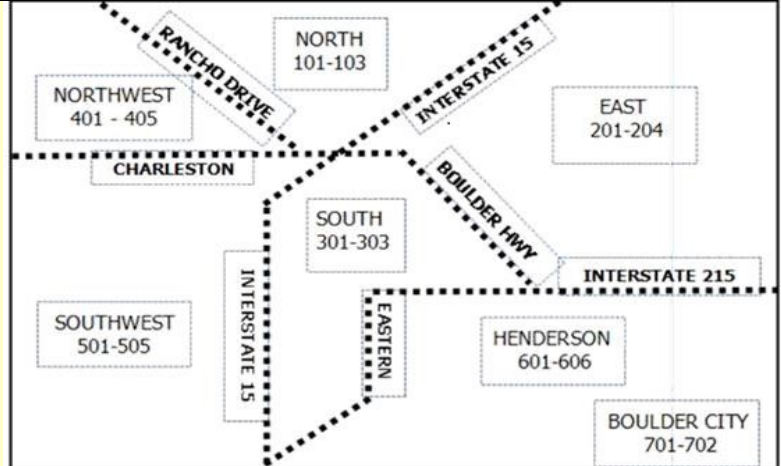 NORTH
101-103
RANCHO DRIVE
INTERSTATE 15
NORTHWEST
401 - 405
EAST
201-204
CHARLESTON
BOULDER HWY
SOUTH
301-303
INTERSTATE 215
INTERSTATE 15
EASTERN
SOUTHWEST
501-505
HENDERSON
601-606
BOULDER CITY
701-702